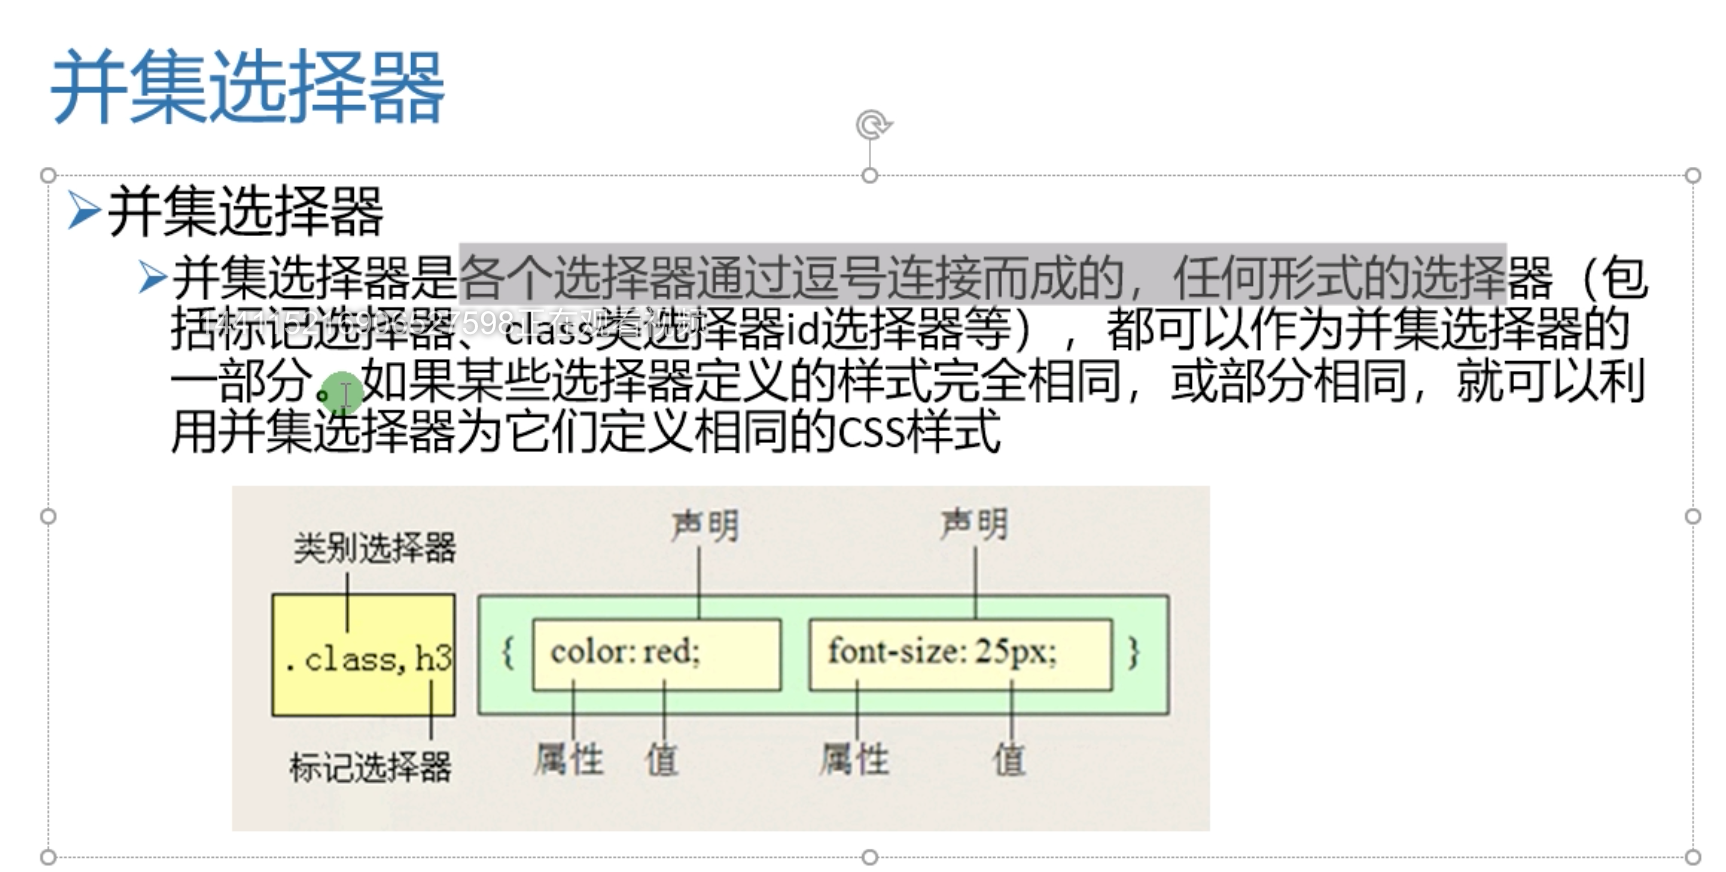 并集选择器
并集选择器
并集选择器是各个选择器通过逗号连接而成的，任何形式的选择器（包
括标记选择器、class类选择器id选择器等），都可以作为并集选择器的
一部分。如果某些选择器定义的样式完全相同，或部分相同，就可以利
用并集选择器为它们定义相同的CSS样式
正在观看视频
声明 声明
类别选择器
.class,h3 { color: red; font-size: 25px; }
属性 值 属性 值
标记选择器